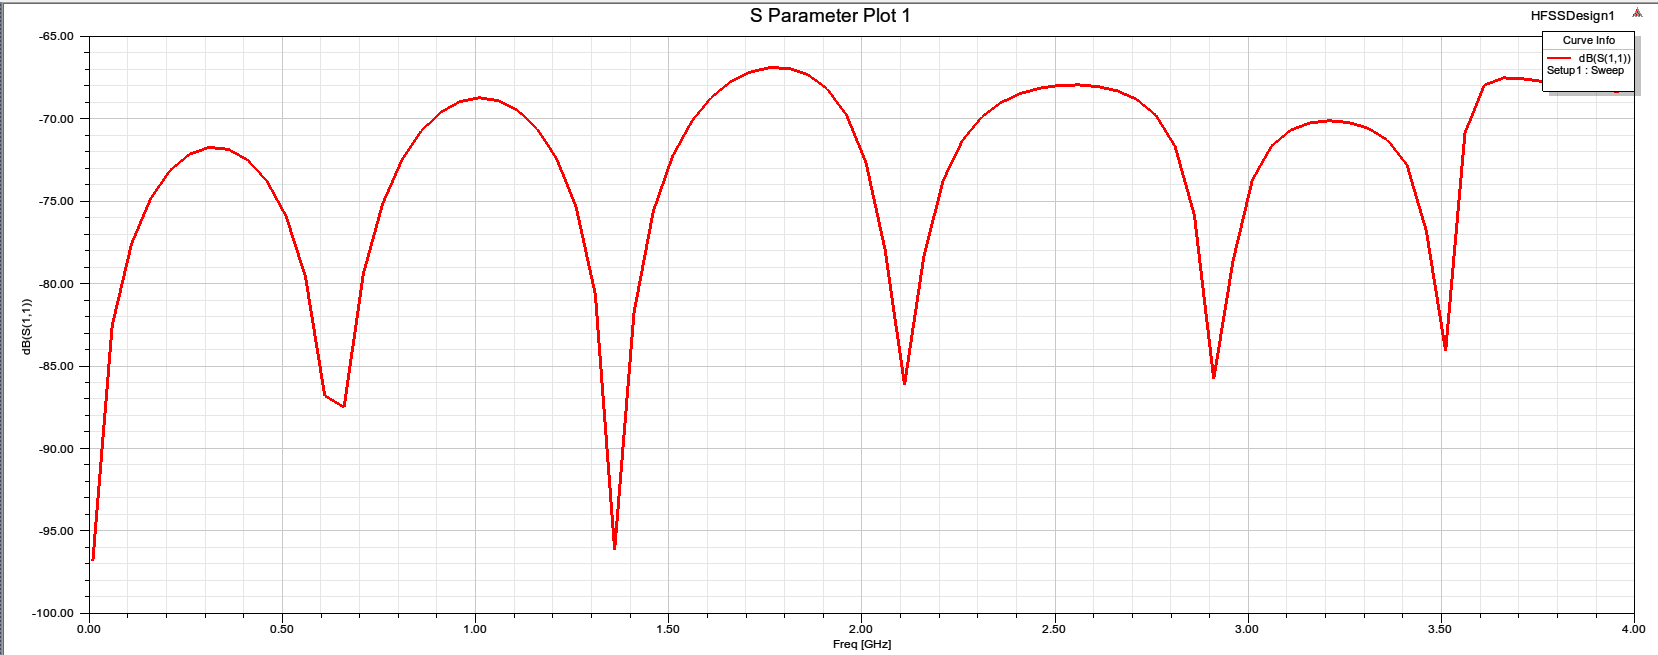 S Parameter Plot 1
HFSSDesign1
Curve Info
dB(S(1,1))
Setup1 : Sweep
-65.00
-70.00
-75.00
-80.00
-85.00
-90.00
-95.00
-100.00
dB(S(1,1))
0.00 0.50 1.00 1.50 2.00 2.50 3.00 3.50 4.00
Freq [GHz]